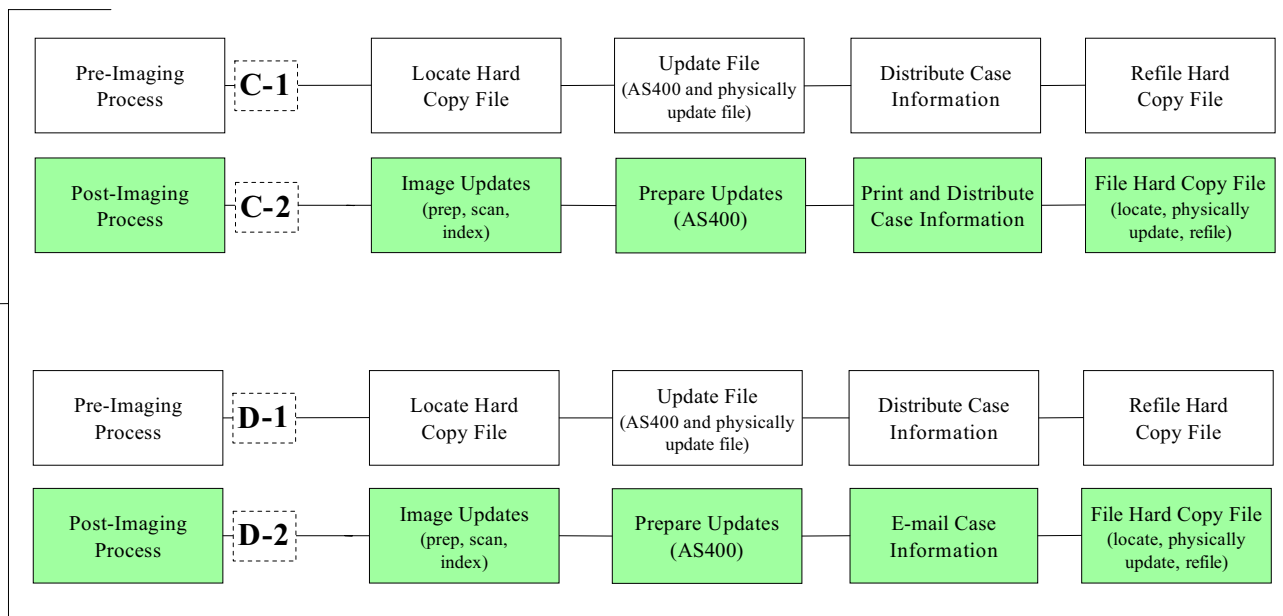 Pre-Imaging
Process
C-1
Locate Hard
Copy File
Update File
(AS400 and physically
update file)
Distribute Case
Information
Refile Hard
Copy File
Post-Imaging
Process
C-2
Image Updates
(prep, scan,
index)
Prepare Updates
(AS400)
Print and Distribute
Case Information
File Hard Copy File
(locate, physically
update, refile)
Pre-Imaging
Process
D-1
Locate Hard
Copy File
Update File
(AS400 and physically
update file)
Distribute Case
Information
Refile Hard
Copy File
Post-Imaging
Process
D-2
Image Updates
(prep, scan,
index)
Prepare Updates
(AS400)
E-mail Case
Information
File Hard Copy File
(locate, physically
update, refile)